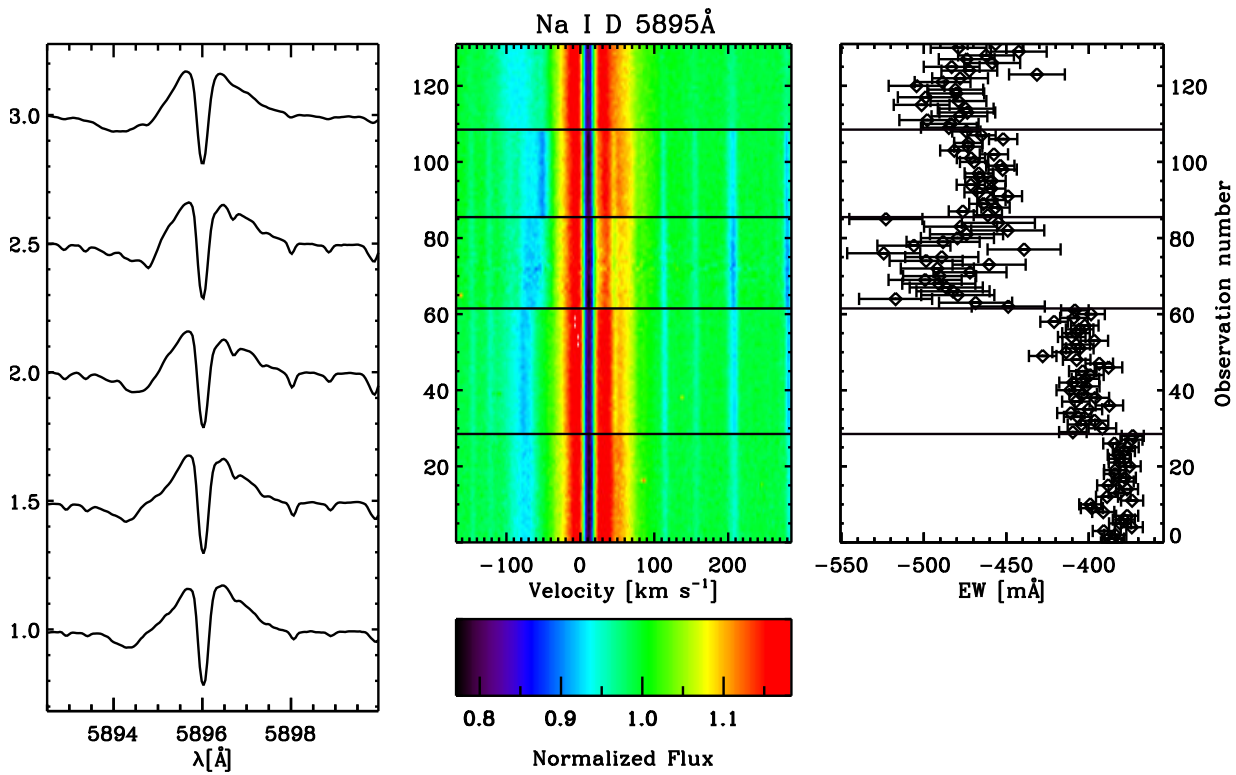 Na I D 5895Å
3.0
2.5
2.0
1.5
1.0
5894 5896 5898
λ[Å]
120
100
80
60
40
20
-100 0 100 200
Velocity [km s⁻¹]
0.8 0.9 1.0 1.1
Normalized Flux
120
100
80
60
40
20
0
Observation number
-550 -500 -450 -400
EW [mÅ]